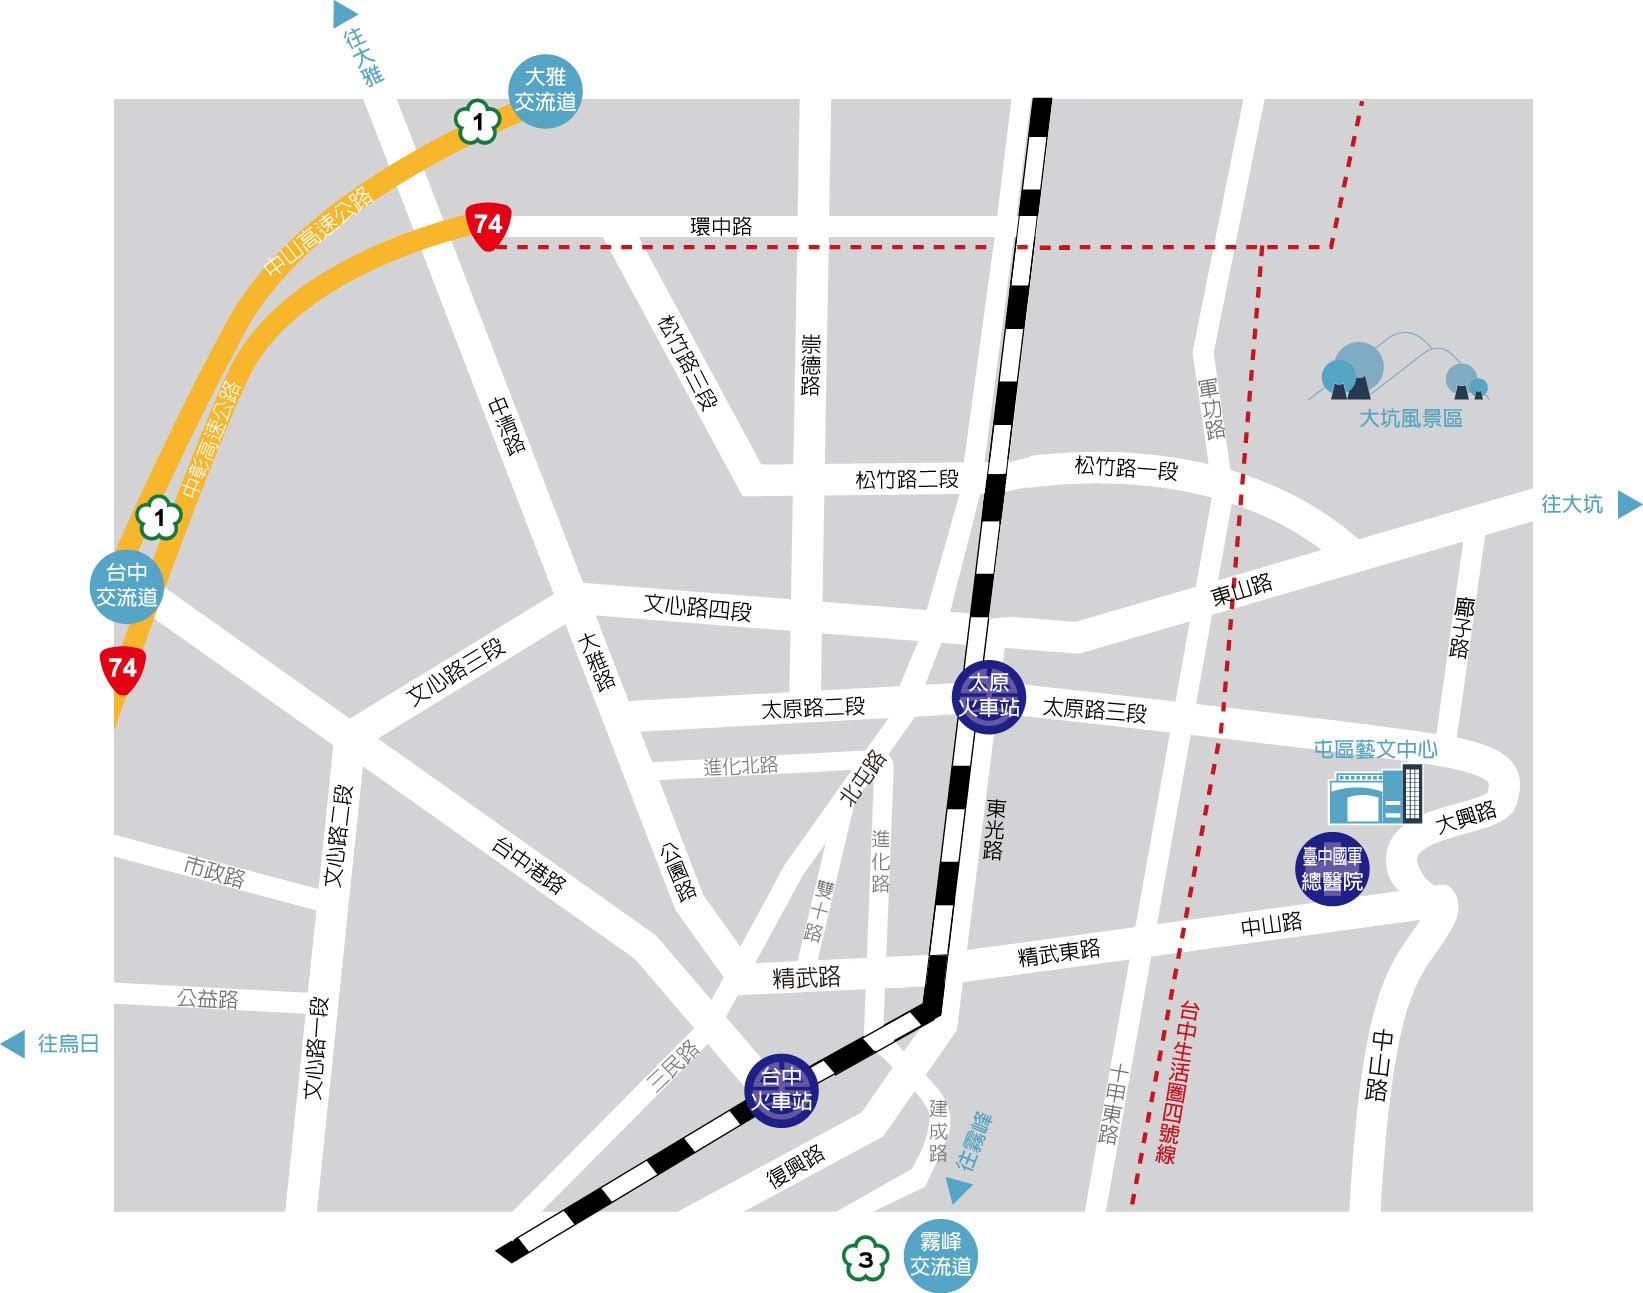 往大雅
大雅
交流道
1
中山高速公路
74
環中路
松竹路三段
崇德路
中清路
中彰高速公路
軍功路
大坑風景區
松竹路二段
松竹路一段
往大坑
1
台中
交流道
74
文心路四段
東山路
廍子路
文心路三段
大雅路
太原
火車站
太原路二段
太原路三段
屯區藝文中心
進化北路
北屯路
文心路二段
東光路
大興路
台中港路
公園路
進化路
雙十路
臺中國軍
總醫院
市政路
中山路
精武東路
精武路
公益路
文心路一段
往烏日
三民路
台中
火車站
台中生活圈四號線
中山路
十甲東路
建成路
往霧峰
復興路
3
霧峰
交流道